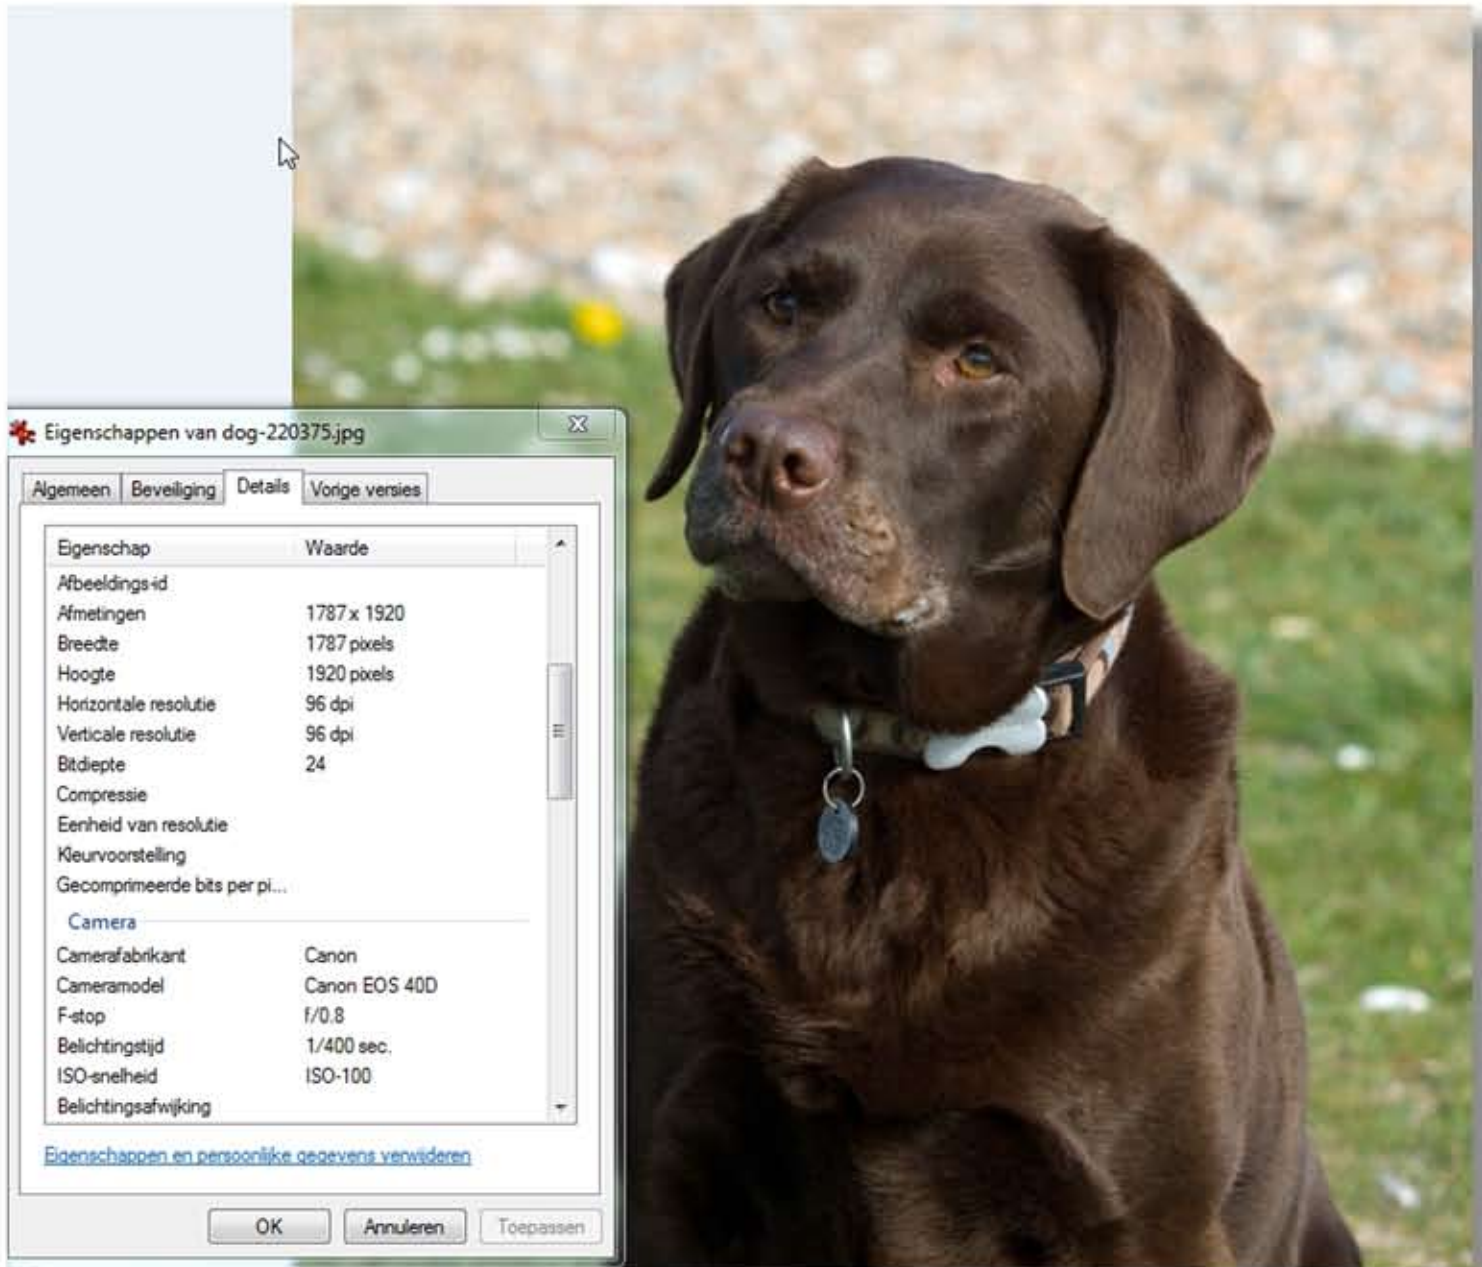 Eigenschappen van dog-220375.jpg
Algemeen Beveiliging Details Vorige versies
Eigenschap Waarde
Afbeeldings-id
Afmetingen 1787 x 1920
Breedte 1787 pixels
Hoogte 1920 pixels
Horizontale resolutie 96 dpi
Verticale resolutie 96 dpi
Bitdiepte 24
Compressie
Eenheid van resolutie
Kleurvoorstelling
Gecomprimeerde bits per pi...
Camera
Camerafabrikant Canon
Cameramodel Canon EOS 40D
F-stop f/0.8
Belichtingstijd 1/400 sec.
ISO-snelheid ISO-100
Belichtingsafwijking
Eigenschappen en persoonlijke gegevens verwijderen
OK Annuleren Toepassen